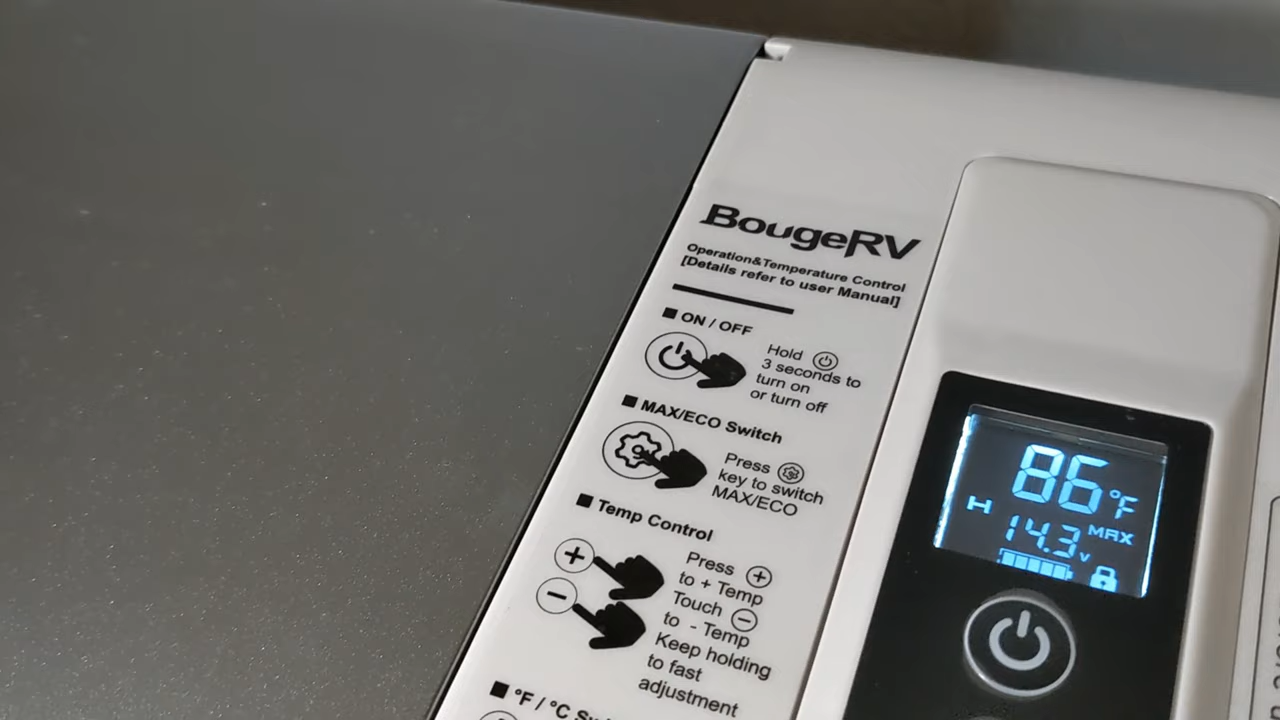 BougeRV
Operation&Temperature Control
[Details refer to user Manual]
ON / OFF
Hold
3 seconds to
turn on
or turn off
MAX/ECO Switch
Press
key to switch
MAX/ECO
Temp Control
+
Press +
to + Temp
-
Touch -
to - Temp
Keep holding
to fast
adjustment
°F / °C
86°F
H
14.3V MAX